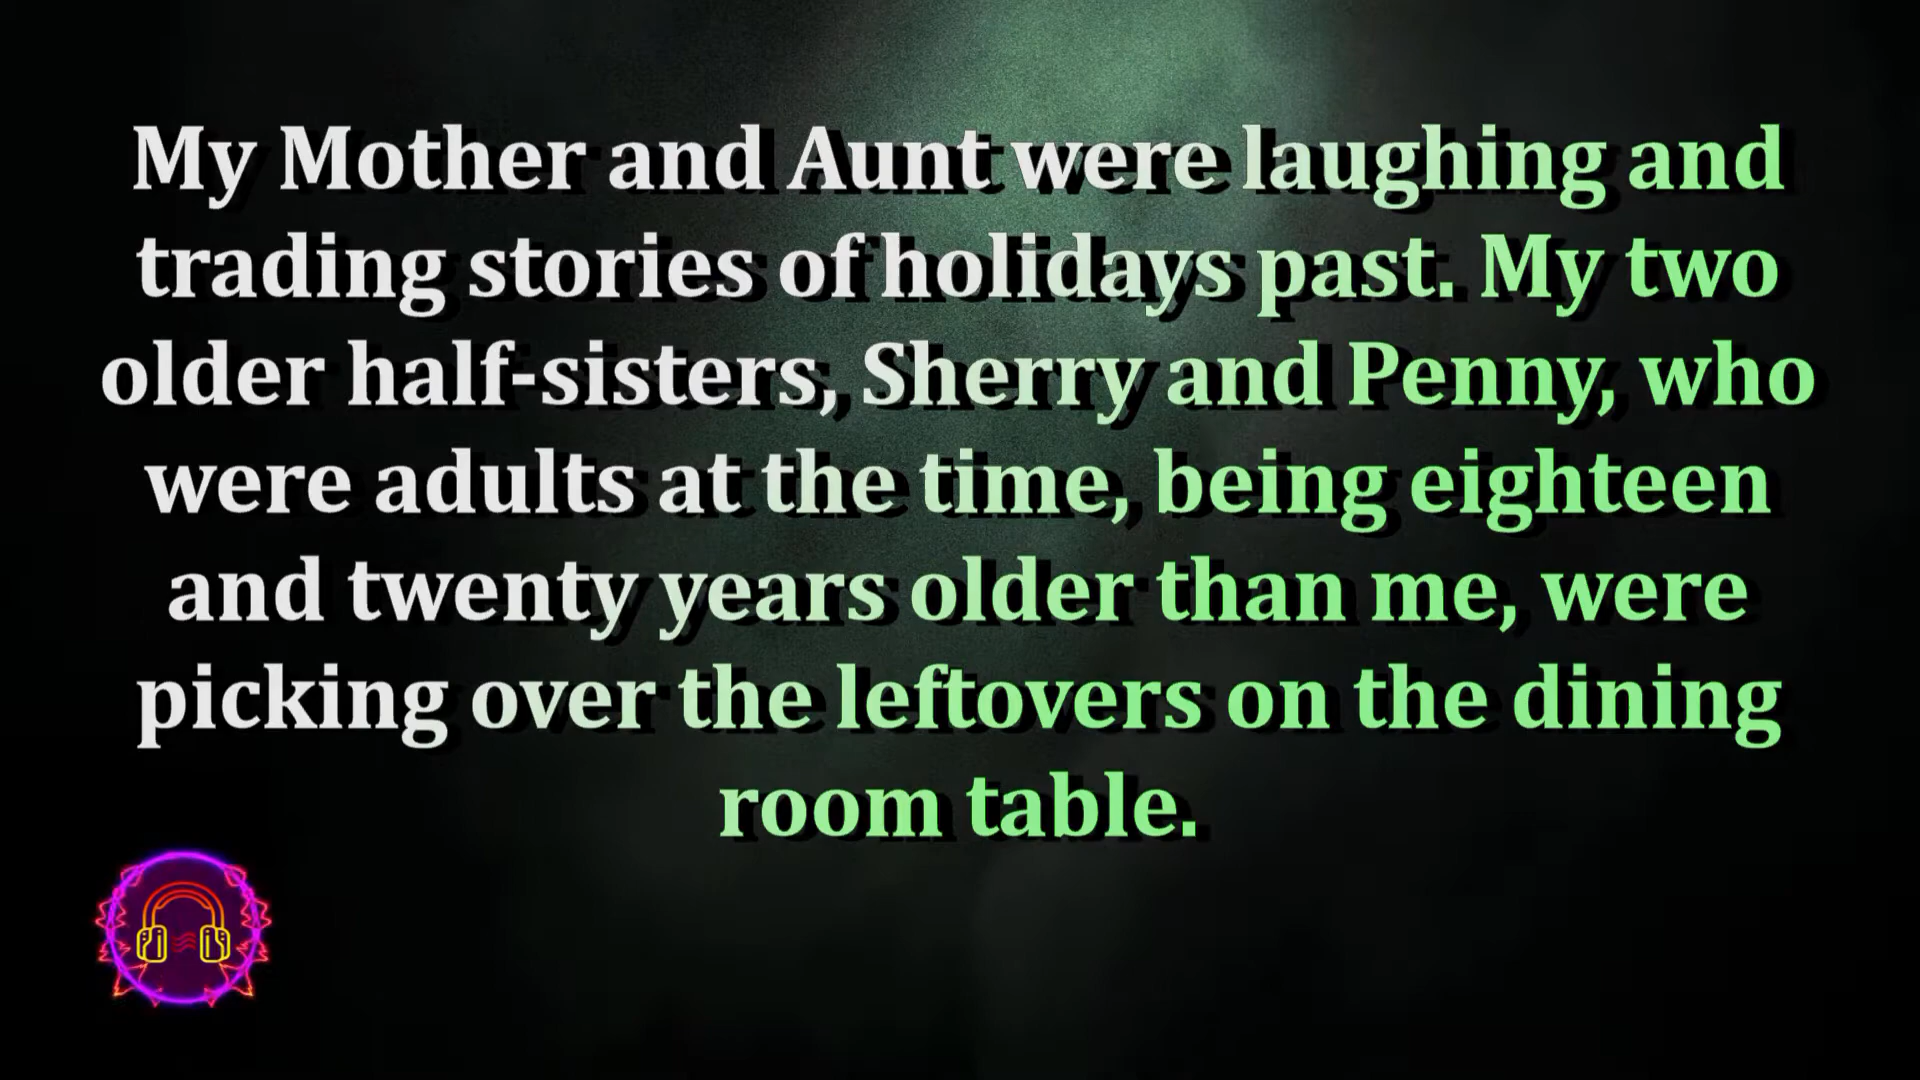 My Mother and Aunt were laughing and
trading stories of holidays past. My two
older half-sisters, Sherry and Penny, who
were adults at the time, being eighteen
and twenty years older than me, were
picking over the leftovers on the dining
room table.